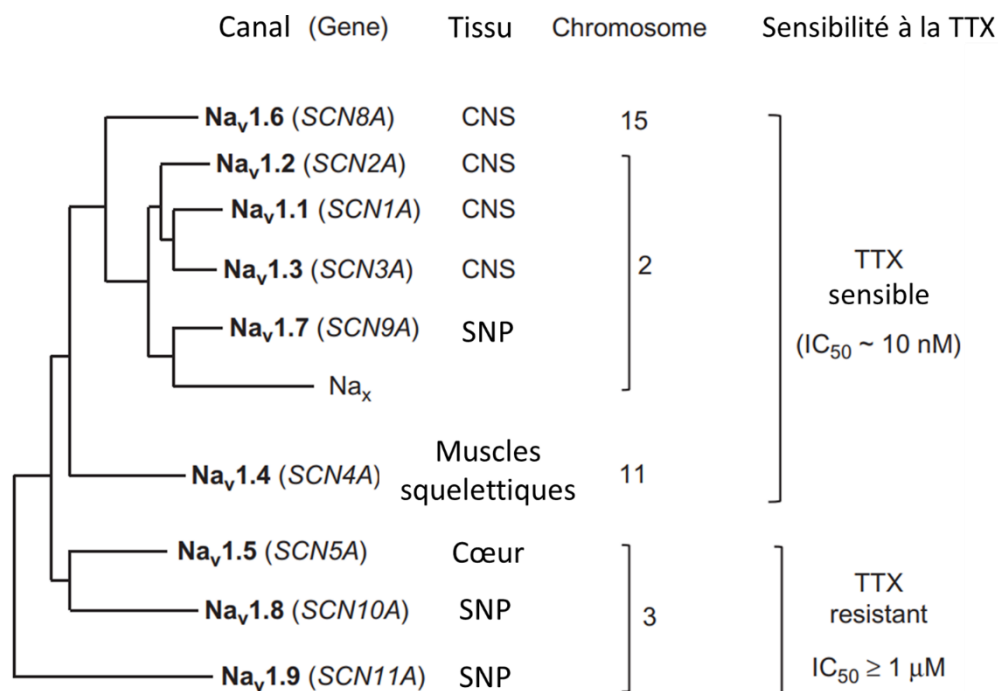 Canal (Gene) Tissu Chromosome Sensibilité à la TTX
Nav1.6 (SCN8A) CNS 15
Nav1.2 (SCN2A) CNS
Nav1.1 (SCN1A) CNS
Nav1.3 (SCN3A) CNS 2
TTX
sensible
(IC50 ~ 10 nM)
Nav1.7 (SCN9A) SNP
Nax
Muscles
squelettiques
Nav1.4 (SCN4A) 11
Nav1.5 (SCN5A) Cœur
Nav1.8 (SCN10A) SNP 3
TTX
resistant
IC50 ≥ 1 μM
Nav1.9 (SCN11A) SNP